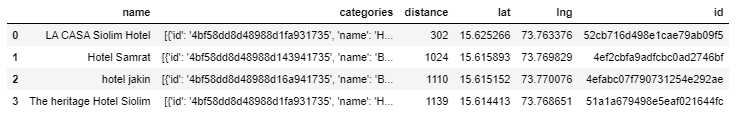 name categories distance lat lng id
0 LA CASA Siolim Hotel [{'id': '4bf58dd8d48988d1fa931735', 'name': 'H... 302 15.625266 73.763376 52cb716d498e1cae79ab09f5
1 Hotel Samrat [{'id': '4bf58dd8d48988d143941735', 'name': 'B... 1024 15.615893 73.769829 4ef2cbfa9adfcbc0ad2746bf
2 hotel jakin [{'id': '4bf58dd8d48988d16a941735', 'name': 'B... 1110 15.615152 73.770076 4efabc07f790731254e292ae
3 The heritage Hotel Siolim [{'id': '4bf58dd8d48988d1fa931735', 'name': 'H... 1139 15.614413 73.768651 51a1a679498e5eaf021644fc